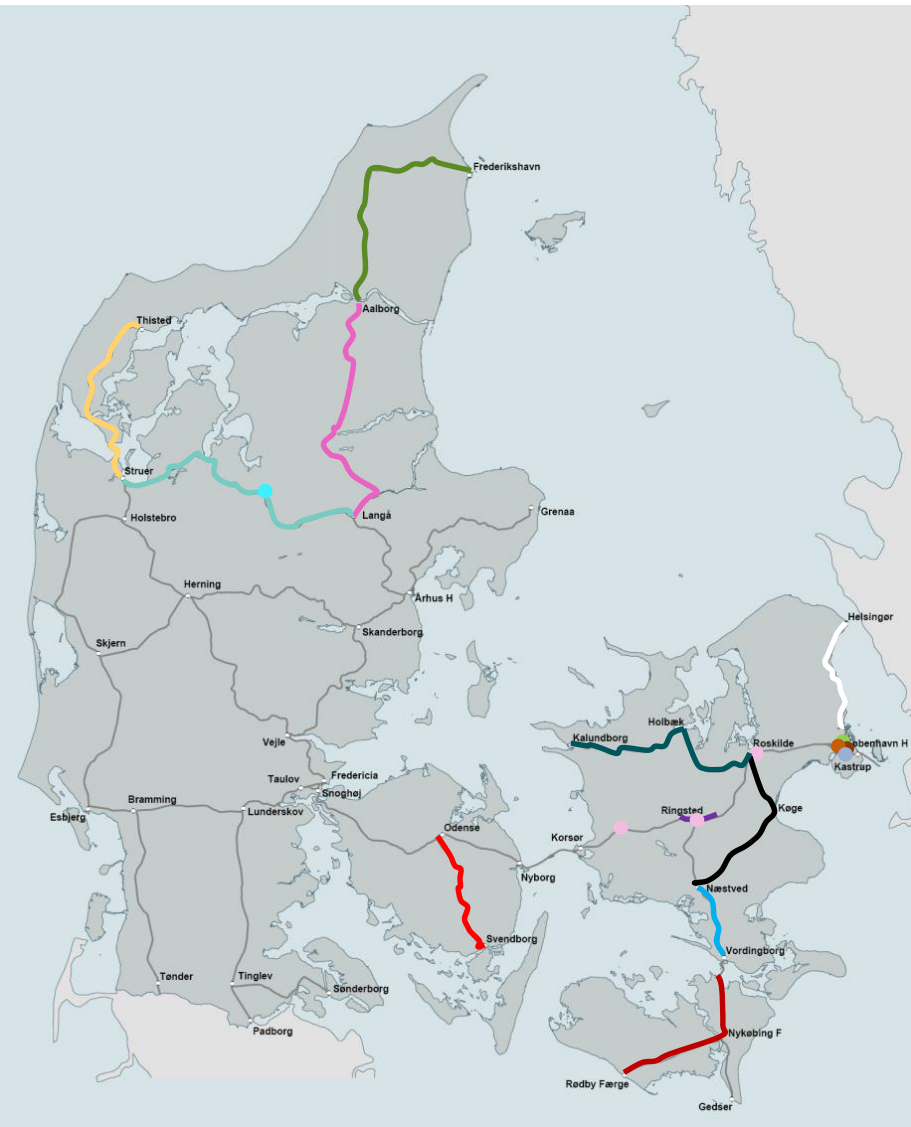 Frederikshavn
Aalborg
Thisted
Struer
Holstebro
Langå
Grenaa
Herning
Århus H
Skanderborg
Skjern
Helsingør
Holbæk
Kalundborg
Roskilde
København H
Kastrup
Vejle
Fredericia
Taulov
Snoghøj
Bramming
Lunderskov
Esbjerg
Ringsted
Køge
Odense
Korsør
Nyborg
Næstved
Svendborg
Vordingborg
Tønder
Tinglev
Sønderborg
Padborg
Nykøbing F
Rødby Færge
Gedser